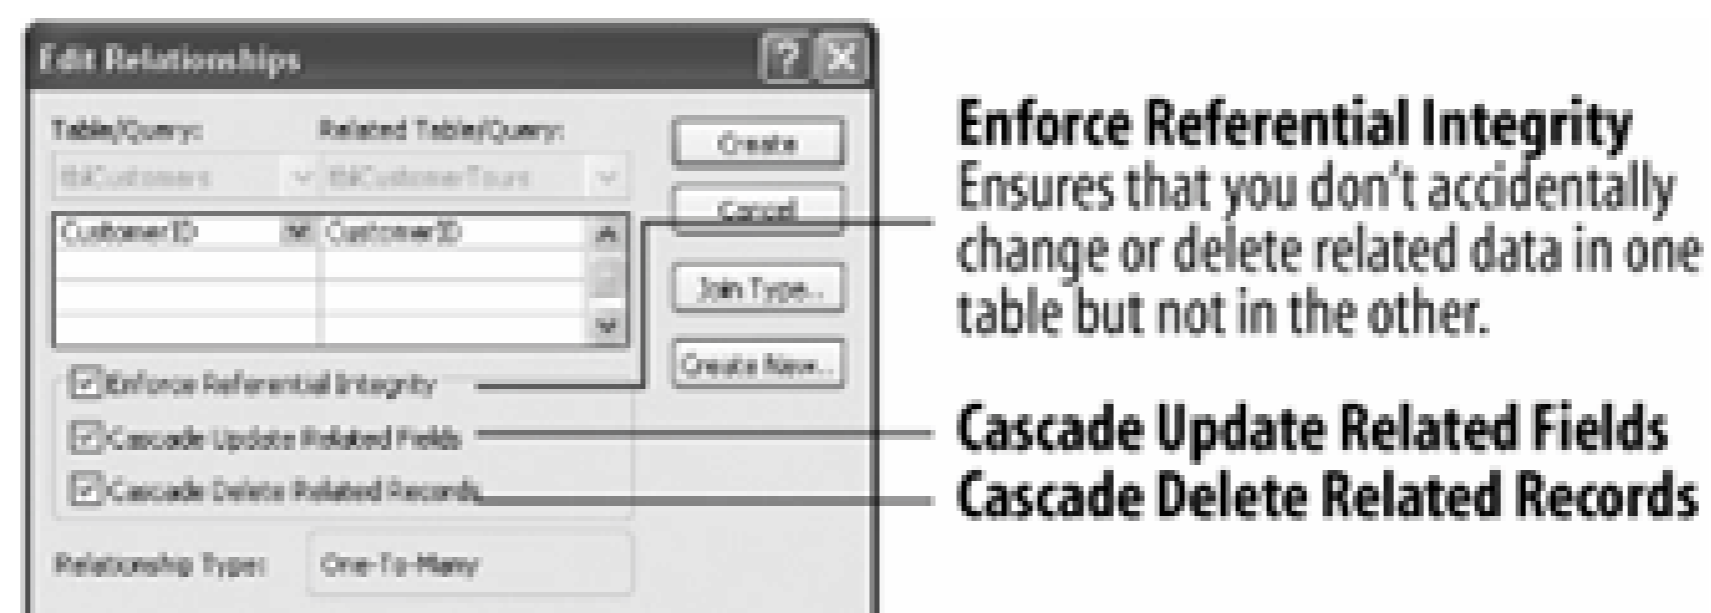 Edit Relationships
Table/Query: Related Table/Query:
tblCustomers tblCustomerTours
CustomerID CustomerID
Create
Cancel
Join Type..
Create New..
Enforce Referential Integrity
Cascade Update Related Fields
Cascade Delete Related Records
Relationship Type: One-To-Many
Enforce Referential Integrity
Ensures that you don't accidentally
change or delete related data in one
table but not in the other.
Cascade Update Related Fields
Cascade Delete Related Records